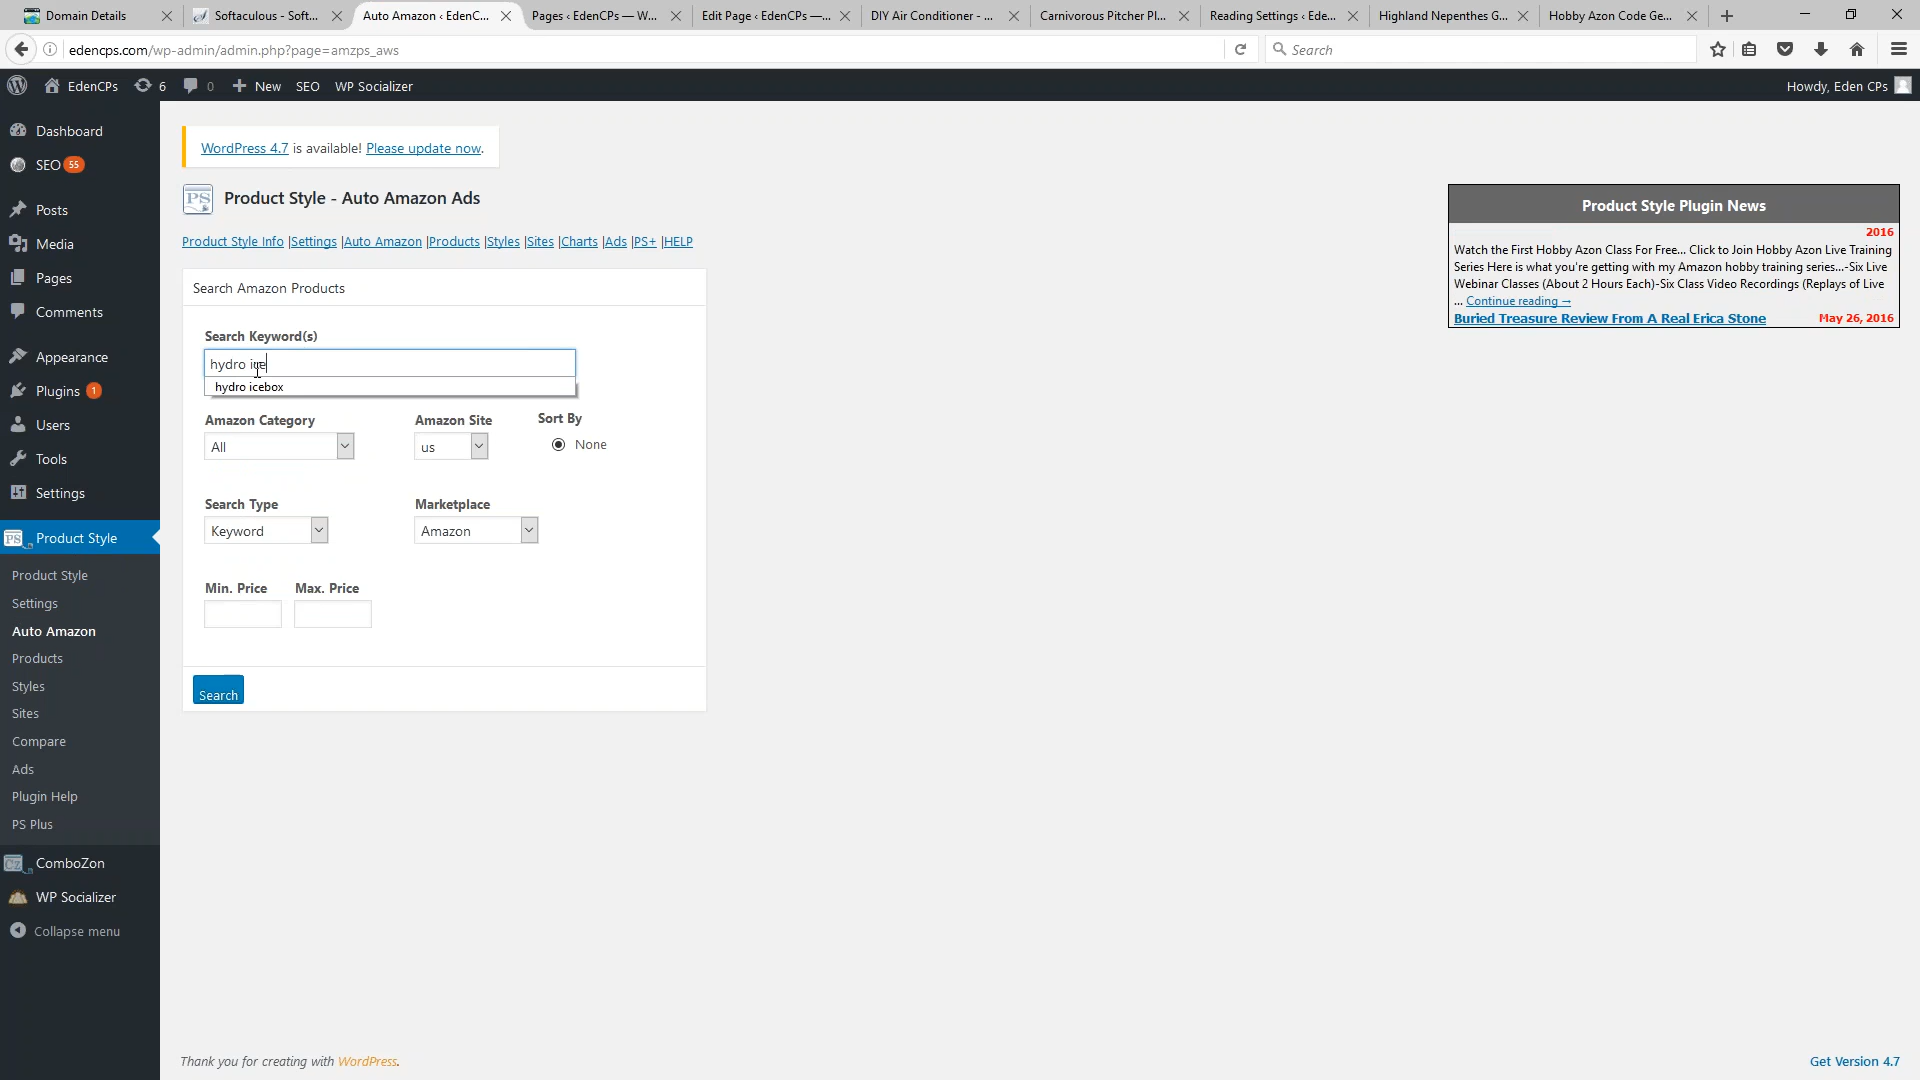 Domain Details
Softaculous - Soft...
Auto Amazon ‹ EdenC...
Pages ‹ EdenCPs — W...
Edit Page ‹ EdenCPs —...
DIY Air Conditioner - ...
Carnivorous Pitcher Pl...
Reading Settings ‹ Ede...
Highland Nepenthes G...
Hobby Azon Code Ge...
edencps.com/wp-admin/admin.php?page=amzps_aws
Search
EdenCPs
6
0
New
SEO
WP Socializer
Howdy, Eden CPs
Dashboard
SEO 55
Posts
Media
Pages
Comments
Appearance
Plugins 1
Users
Tools
Settings
PS Product Style
Product Style
Settings
Auto Amazon
Products
Styles
Sites
Compare
Ads
Plugin Help
PS Plus
CZ ComboZon
WP Socializer
Collapse menu
WordPress 4.7 is available! Please update now.
PS Product Style - Auto Amazon Ads
Product Style Info |Settings |Auto Amazon |Products |Styles |Sites |Charts |Ads |PS+ |HELP
Search Amazon Products
Search Keyword(s)
hydro ice
hydro icebox
Amazon Category
Amazon Site
Sort By
All
us
None
Search Type
Marketplace
Keyword
Amazon
Min. Price
Max. Price
Search
Product Style Plugin News
2016
Watch the First Hobby Azon Class For Free... Click to Join Hobby Azon Live Training
Series Here is what you're getting with my Amazon hobby training series...-Six Live
Webinar Classes (About 2 Hours Each)-Six Class Video Recordings (Replays of Live
... Continue reading →
Buried Treasure Review From A Real Erica Stone
May 26, 2016
Thank you for creating with WordPress.
Get Version 4.7